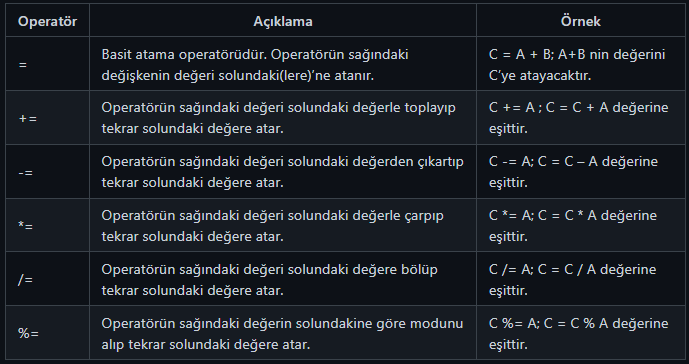 Operatör Açıklama Örnek
= Basit atama operatörüdür. Operatörün sağındaki değişkenin değeri solundaki(lere)’ne atanır. C = A + B; A+B nin değerini C’ye atayacaktır.
+= Operatörün sağındaki değeri solundaki değerle toplayıp tekrar solundaki değere atar. C += A ; C = C + A değerine eşittir.
-= Operatörün sağındaki değeri solundaki değerden çıkartıp tekrar solundaki değere atar. C -= A; C = C – A değerine eşittir.
*= Operatörün sağındaki değeri solundaki değerle çarpıp tekrar solundaki değere atar. C *= A; C = C * A değerine eşittir.
/= Operatörün sağındaki değeri solundaki değere bölüp tekrar solundaki değere atar. C /= A; C = C / A değerine eşittir.
%= Operatörün sağındaki değerin solundakine göre modunu alıp tekrar solundaki değere atar. C %= A; C = C % A değerine eşittir.